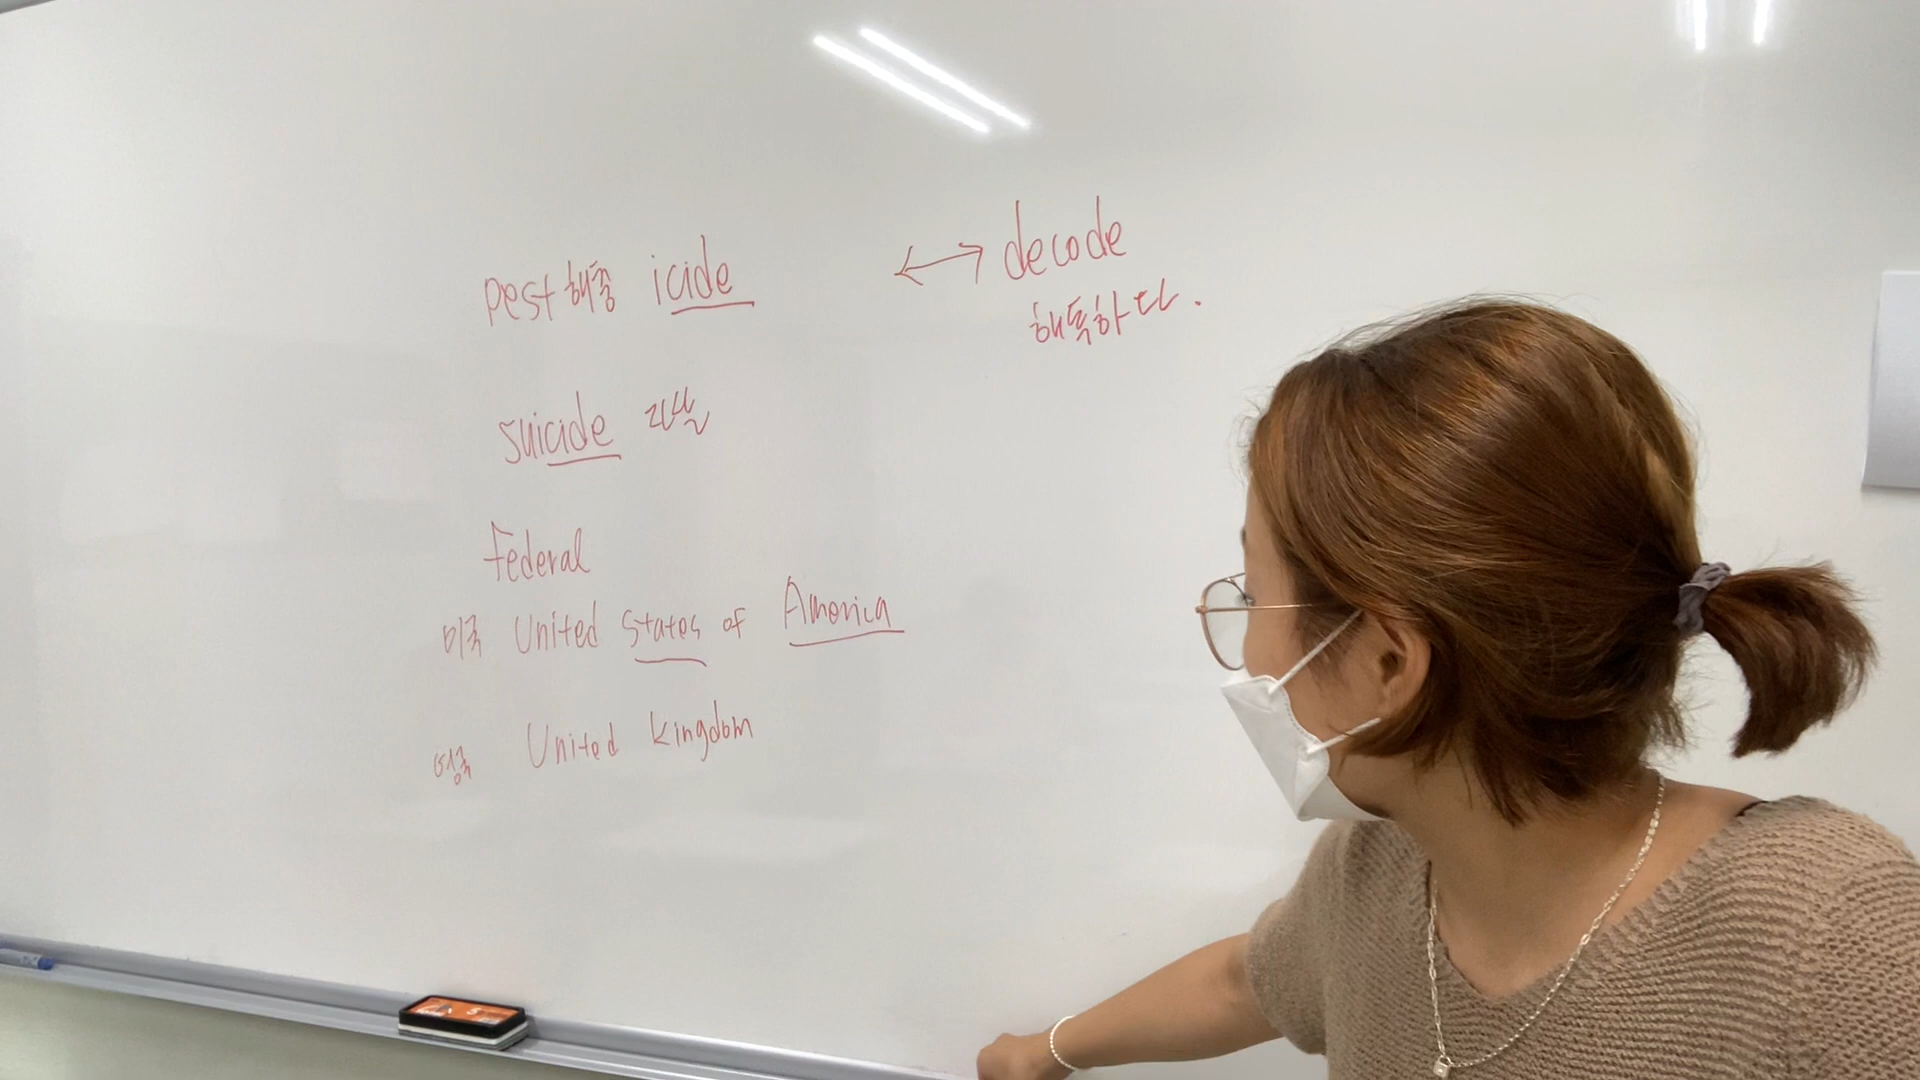 pest 해충 icide ↔ decode
해독하다.
suicide 자살
Federal
미국 United States of America
영국 United kingdom